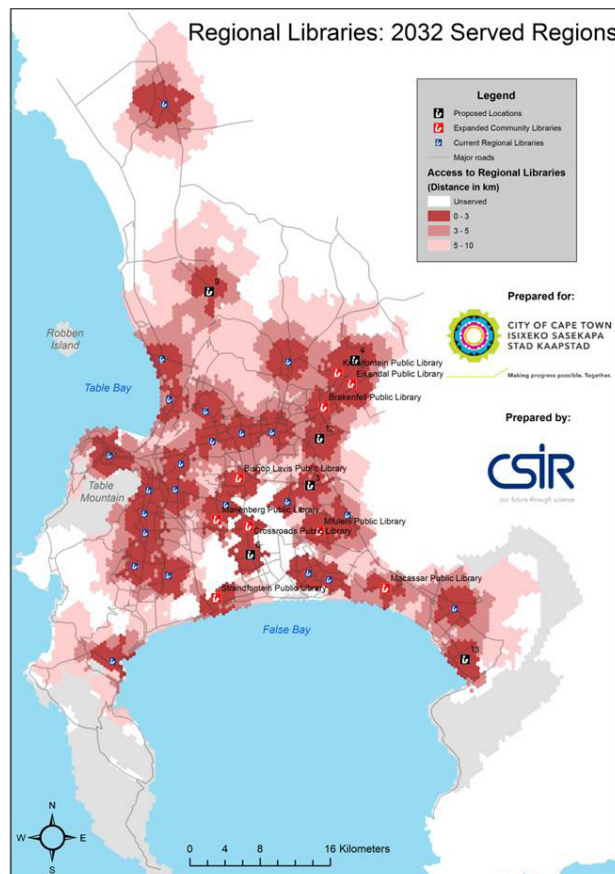 Regional Libraries: 2032 Served Regions
Legend
Proposed Locations
Expanded Community Libraries
Current Regional Libraries
Major roads
Access to Regional Libraries
(Distance in km)
Unserved
0 - 3
3 - 5
5 - 10
9
Robben
Island
Prepared for:
CITY OF CAPE TOWN
ISIXEKO SASEKAPA
STAD KAAPSTAD
Making progress possible. Together.
4
Eikendal Public Library
Table Bay
Brakenfell Public Library
Prepared by:
12
CSIR
our future through science
Bishop Lavis Public Library
Table
Mountain
Manenberg Public Library
Mfuleni Public Library
Crossroads Public Library
Macassar Public Library
Strandfontein Public Library
False Bay
13
N
W
E
S
0
4
8
16 Kilometers